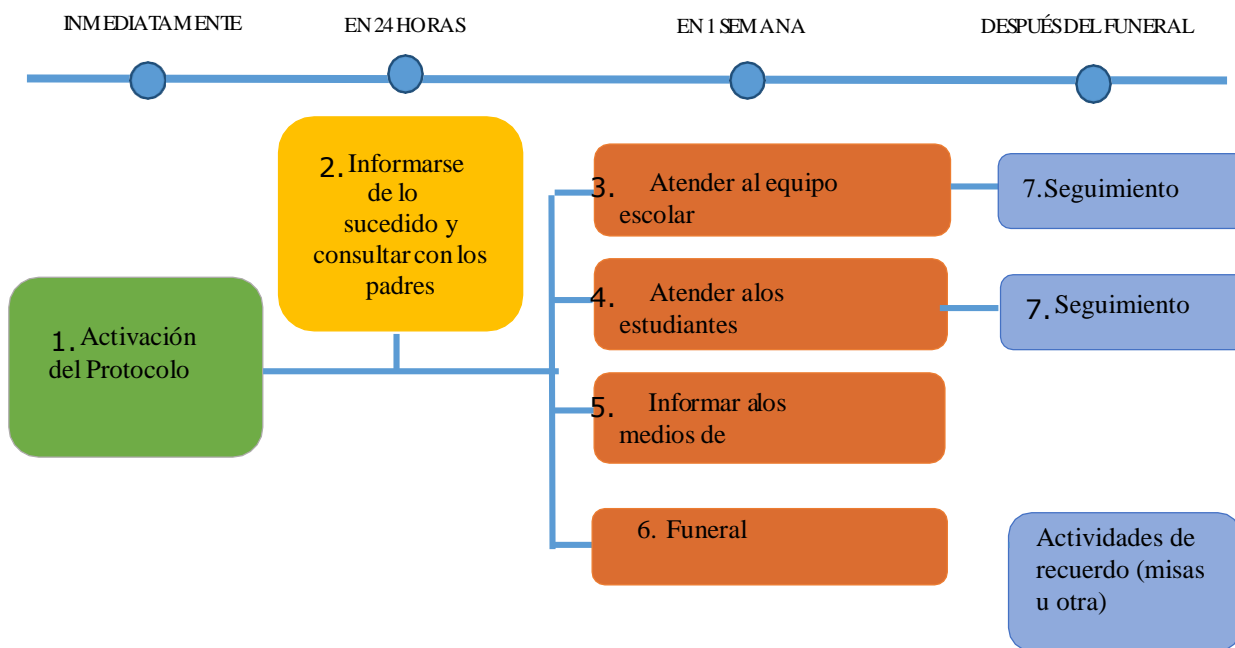 INMEDIATAMENTE
EN 24 HORAS
EN 1 SEMANA
DESPUÉS DEL FUNERAL
1. Activación
del Protocolo
2. Informarse
de lo
sucedido y
consultar con los
padres
3. Atender al equipo
escolar
4. Atender alos
estudiantes
5. Informar alos
medios de
6. Funeral
7.Seguimiento
7. Seguimiento
Actividades de
recuerdo (misas
u otra)